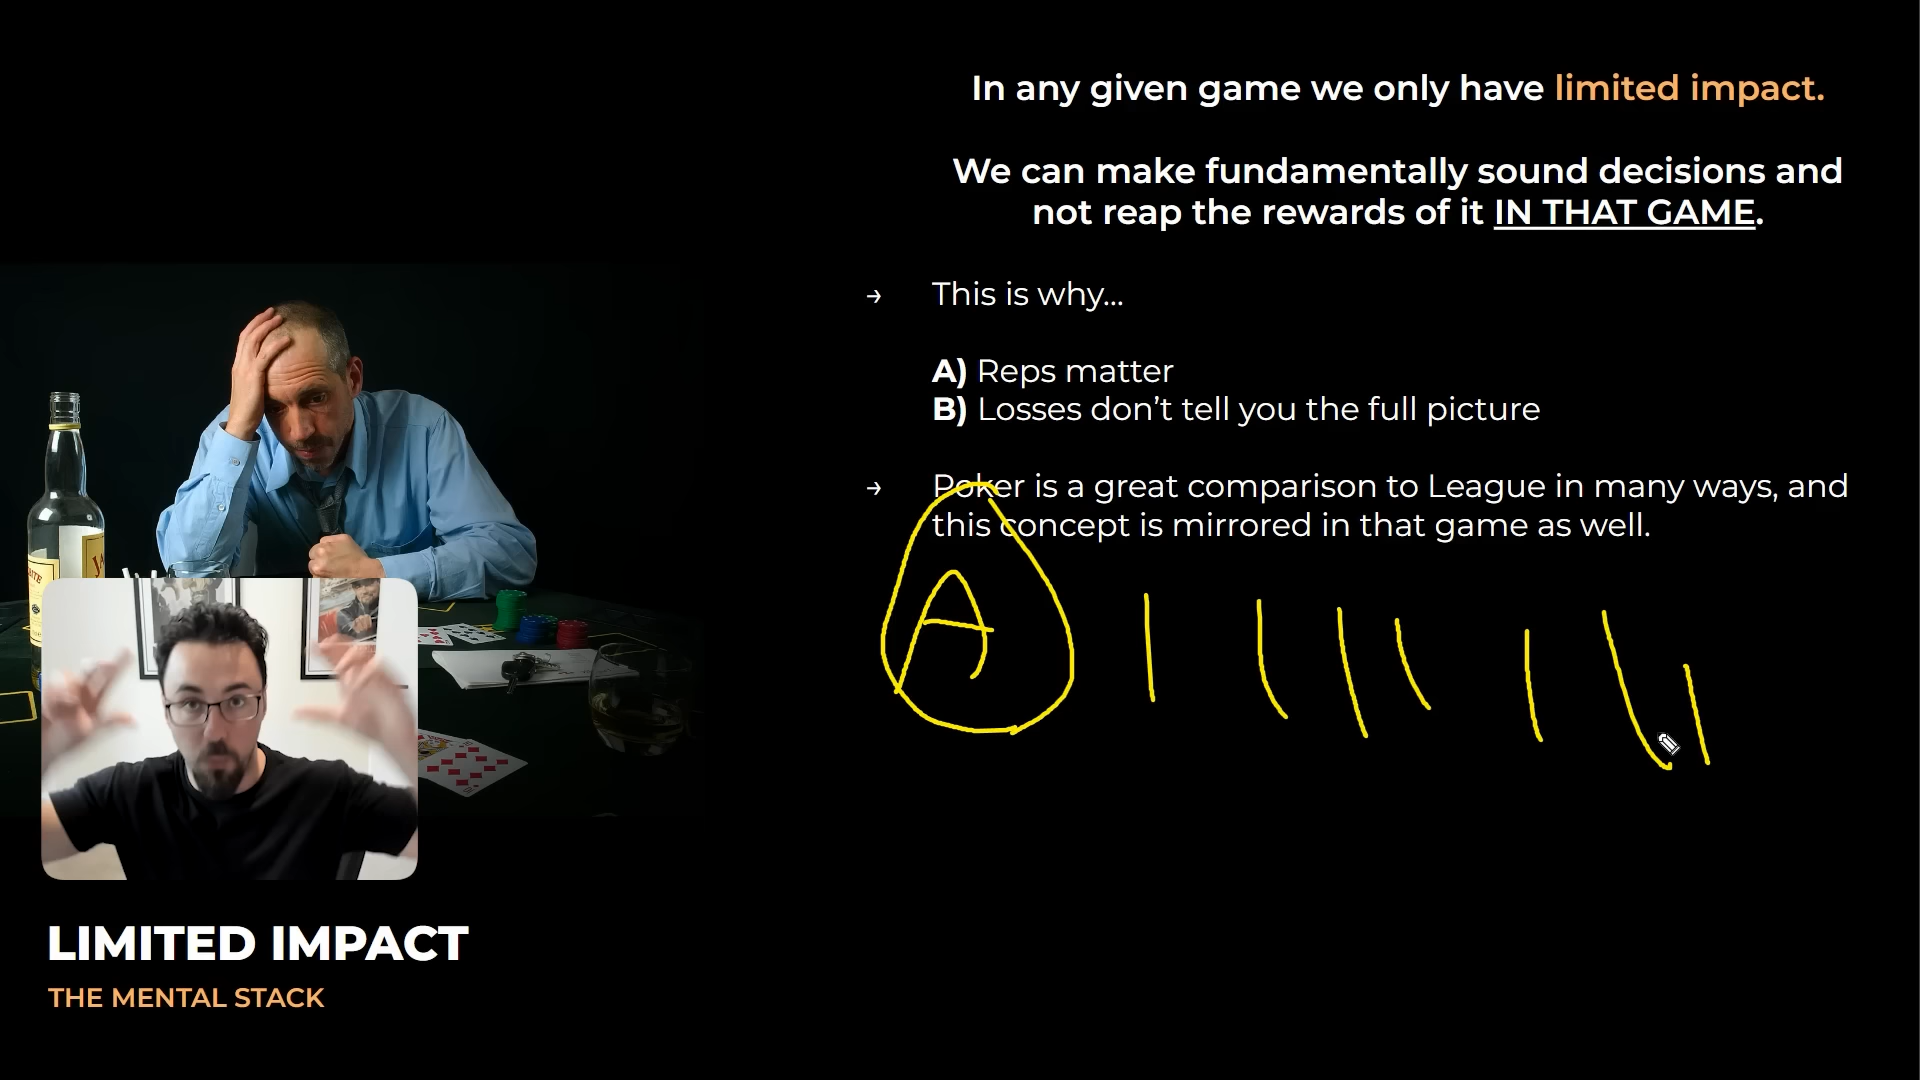 In any given game we only have limited impact.
We can make fundamentally sound decisions and
not reap the rewards of it IN THAT GAME.
→ This is why...
A) Reps matter
B) Losses don’t tell you the full picture
→ Poker is a great comparison to League in many ways, and
this concept is mirrored in that game as well.
A
LIMITED IMPACT
THE MENTAL STACK